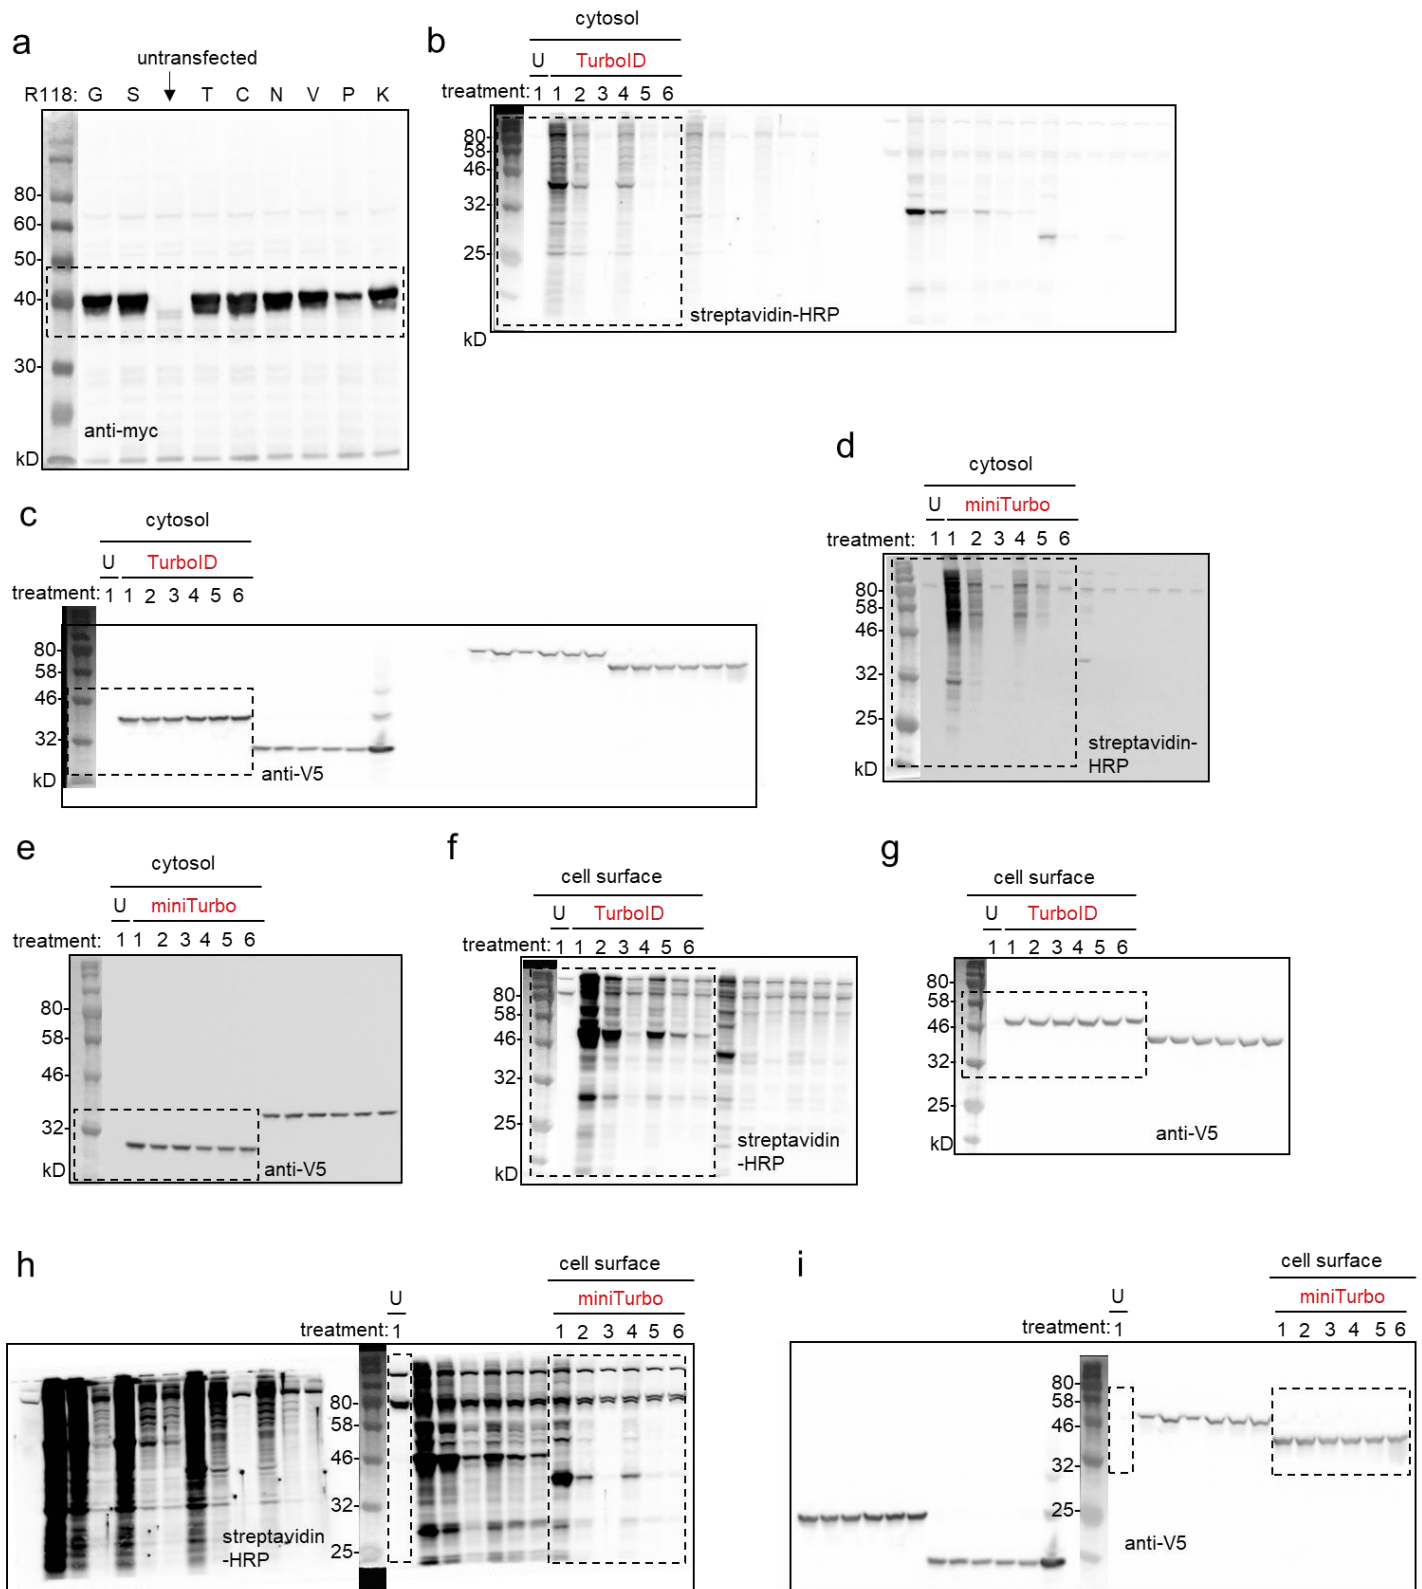 a
untransfected
R118: G S T C N V P K
80-
60-
50-
40-
30-
kD
anti-myc
b
cytosol
U TurboID
treatment: 1 1 2 3 4 5 6
80-
58-
46-
32-
25-
kD
streptavidin-HRP
c
cytosol
U TurboID
treatment: 1 1 2 3 4 5 6
80-
58-
46-
32-
kD
anti-V5
d
cytosol
U miniTurbo
treatment: 1 1 2 3 4 5 6
80-
58-
46-
32-
25-
kD
streptavidin-
HRP
e
cytosol
U miniTurbo
treatment: 1 1 2 3 4 5 6
80-
58-
46-
32-
kD
anti-V5
f
cell surface
U TurboID
treatment: 1 1 2 3 4 5 6
80-
58-
46-
32-
25-
kD
streptavidin
-HRP
g
cell surface
U TurboID
treatment: 1 1 2 3 4 5 6
80-
58-
46-
32-
25-
kD
anti-V5
h
cell surface
U miniTurbo
treatment: 1 1 2 3 4 5 6
80-
58-
46-
32-
25-
streptavidin
-HRP
i
cell surface
U miniTurbo
treatment: 1 1 2 3 4 5 6
80-
58-
46-
32-
25-
anti-V5